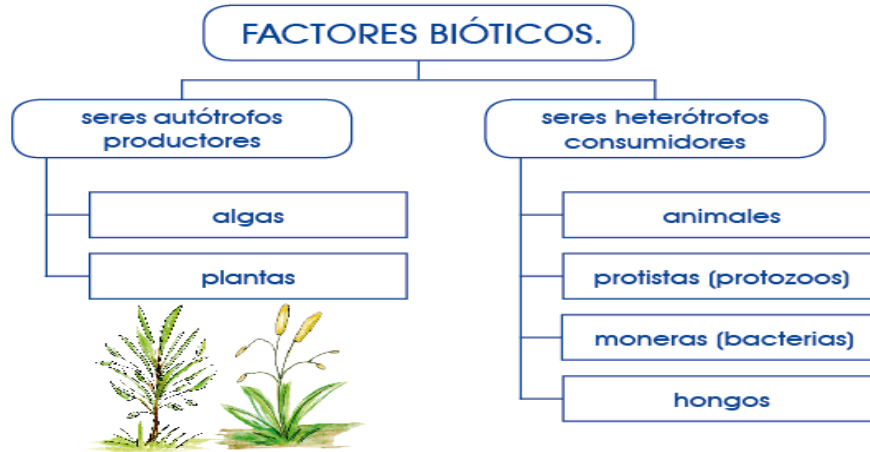 FACTORES BIÓTICOS.
seres autótrofos
productores
algas
plantas
seres heterótrofos
consumidores
animales
protistas (protozoos)
moneras (bacterias)
hongos